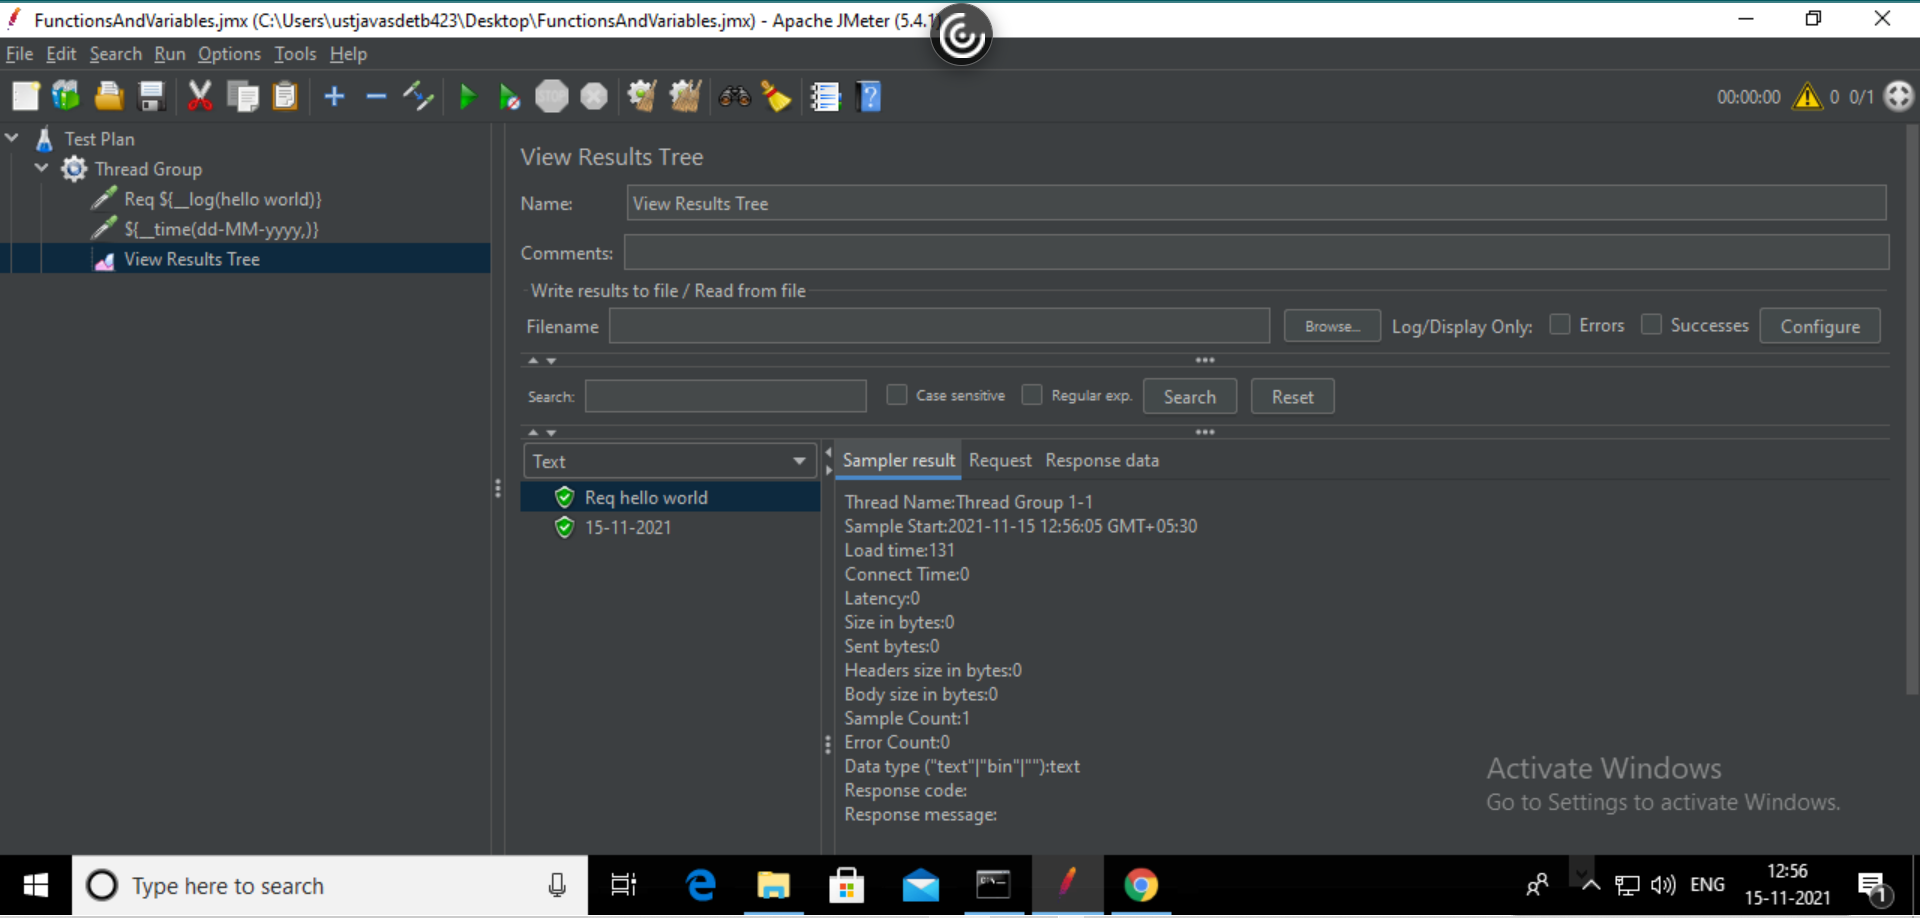 FunctionsAndVariables.jmx (C:\Users\ustjavasdetb423\Desktop\FunctionsAndVariables.jmx) - Apache JMeter (5.4.1)
File Edit Search Run Options Tools Help
STOP
00:00:00 0 0/1
Test Plan
Thread Group
Req ${__log(hello world)}
${__time(dd-MM-yyyy,)}
View Results Tree
View Results Tree
Name: View Results Tree
Comments:
Write results to file / Read from file
Filename Browse... Log/Display Only: Errors Successes Configure
Search: Case sensitive Regular exp. Search Reset
Text
Req hello world
15-11-2021
Sampler result Request Response data
Thread Name:Thread Group 1-1
Sample Start:2021-11-15 12:56:05 GMT+05:30
Load time:131
Connect Time:0
Latency:0
Size in bytes:0
Sent bytes:0
Headers size in bytes:0
Body size in bytes:0
Sample Count:1
Error Count:0
Data type ("text"|"bin"|""):text
Response code:
Response message:
Activate Windows
Go to Settings to activate Windows.
Type here to search
ENG
12:56
15-11-2021
1